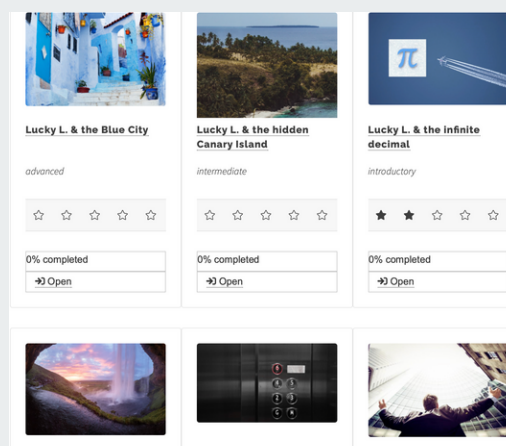 π
Lucky L. & the Blue City
Lucky L. & the hidden
Canary Island
Lucky L. & the infinite
decimal
advanced
intermediate
introductory
0% completed
0% completed
0% completed
Open
Open
Open